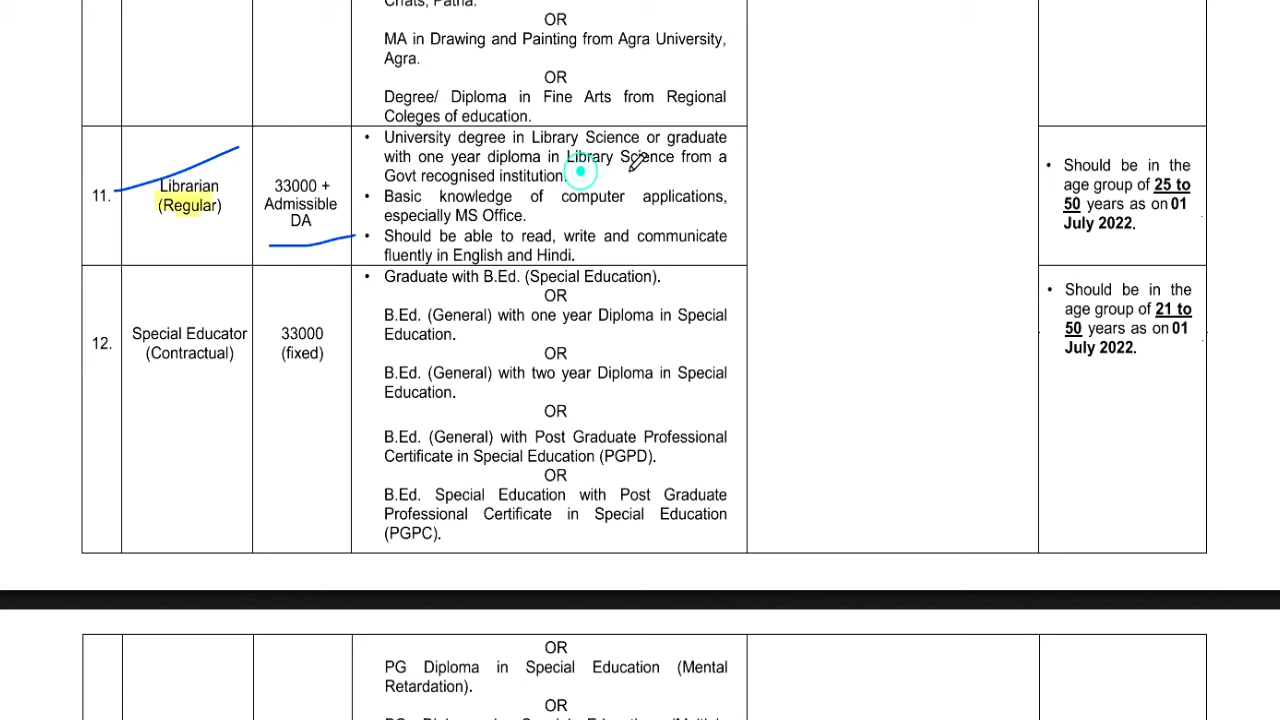 Chats, Patna.
OR
MA in Drawing and Painting from Agra University,
Agra.
OR
Degree/ Diploma in Fine Arts from Regional
Coleges of education.
11.
Librarian
(Regular)
33000 +
Admissible
DA
• University degree in Library Science or graduate
with one year diploma in Library Science from a
Govt recognised institution.
• Basic knowledge of computer applications,
especially MS Office.
• Should be able to read, write and communicate
fluently in English and Hindi.
• Should be in the
age group of 25 to
50 years as on 01
July 2022.
12.
Special Educator
(Contractual)
33000
(fixed)
• Graduate with B.Ed. (Special Education).
OR
B.Ed. (General) with one year Diploma in Special
Education.
OR
B.Ed. (General) with two year Diploma in Special
Education.
OR
B.Ed. (General) with Post Graduate Professional
Certificate in Special Education (PGPD).
OR
B.Ed. Special Education with Post Graduate
Professional Certificate in Special Education
(PGPC).
• Should be in the
age group of 21 to
50 years as on 01
July 2022.
OR
PG Diploma in Special Education (Mental
Retardation).
OR